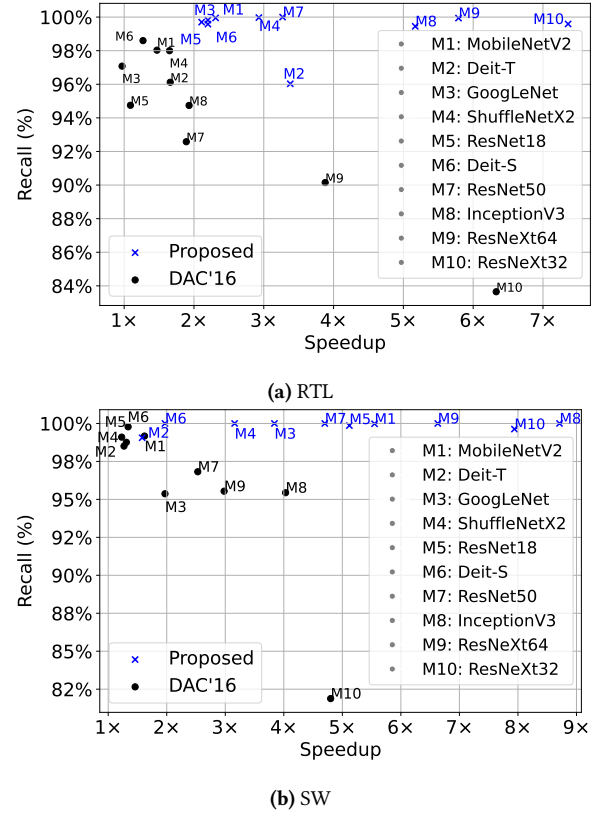 M3 M1 M7 M9
100%
M4 M8 M10
M6
M1
M5 M6
98%
M4
M3
M2
M2
96%
M5
M8
94%
M7
92%
M9
90%
88%
86%
84%
M10
Recall (%)
M1: MobileNetV2
M2: Deit-T
M3: GoogLeNet
M4: ShuffleNetX2
M5: ResNet18
M6: Deit-S
M7: ResNet50
M8: InceptionV3
M9: ResNeXt64
M10: ResNeXt32
Proposed
DAC'16
1× 2× 3× 4× 5× 6× 7×
Speedup
(a) RTL
M5 M6 M6 M7 M5 M1 M9 M8
100%
M4 M2 M4 M3 M10
M2 M1
98%
M7
M9 M8
95%
M3
92%
90%
88%
85%
82%
M10
Recall (%)
M1: MobileNetV2
M2: Deit-T
M3: GoogLeNet
M4: ShuffleNetX2
M5: ResNet18
M6: Deit-S
M7: ResNet50
M8: InceptionV3
M9: ResNeXt64
M10: ResNeXt32
Proposed
DAC'16
1× 2× 3× 4× 5× 6× 7× 8× 9×
Speedup
(b) SW